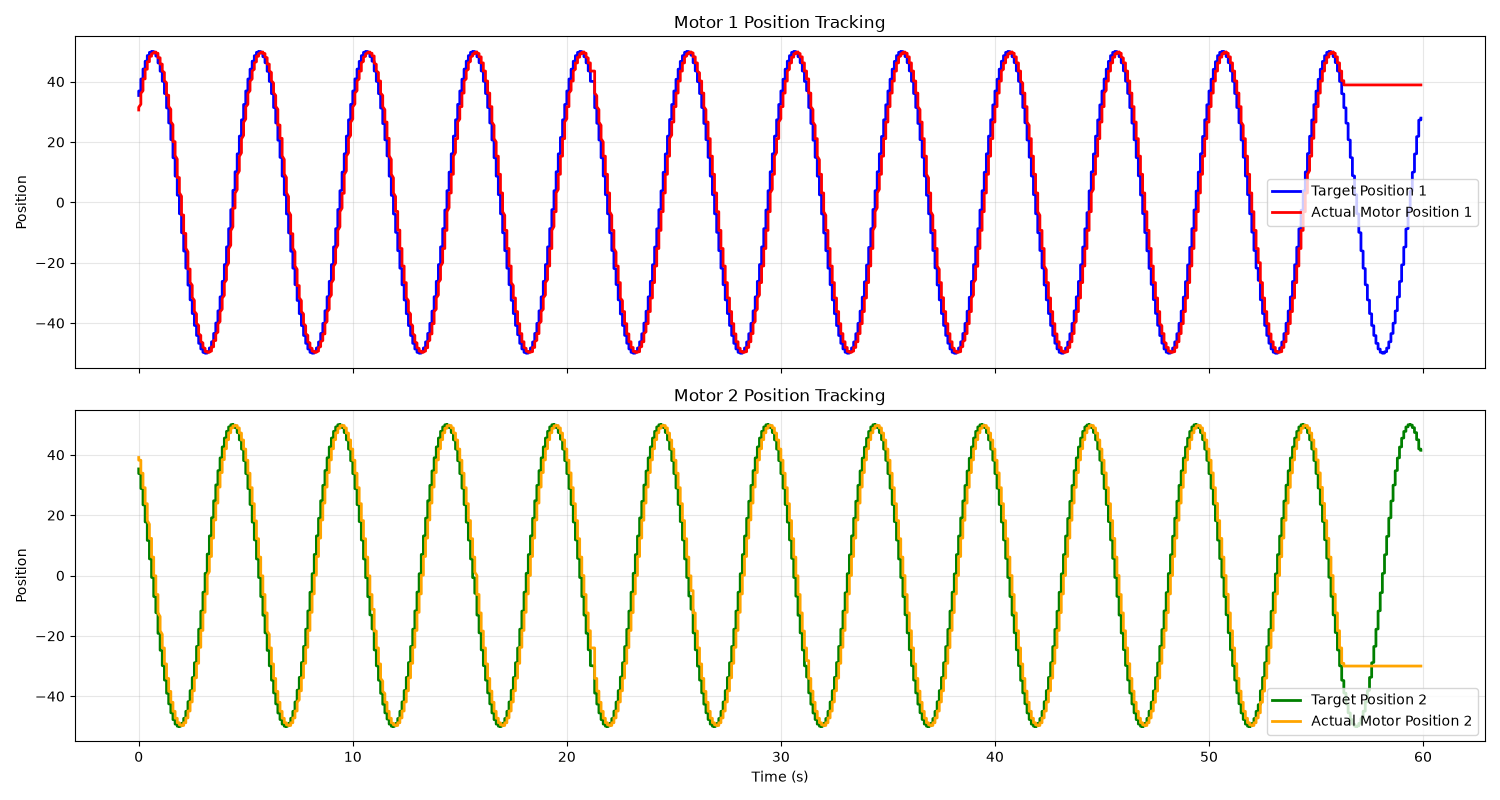 Motor 1 Position Tracking
40
20
0
−20
−40
Position
Target Position 1
Actual Motor Position 1
Motor 2 Position Tracking
40
20
0
−20
−40
Position
Target Position 2
Actual Motor Position 2
0 10 20 30 40 50 60
Time (s)